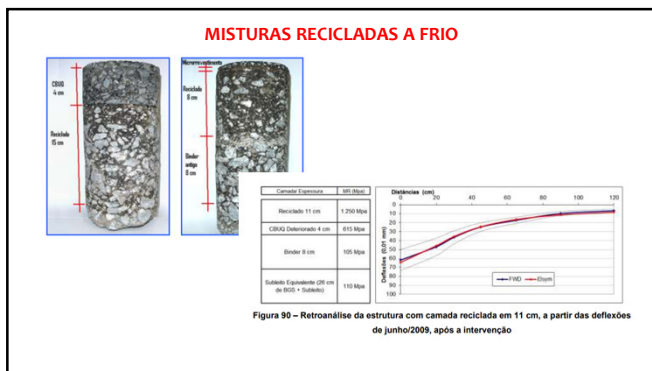 MISTURAS RECICLADAS A FRIO
CBUQ
4 cm
Reciclada
15 cm
Microrrevestimento
Reciclada
8 cm
Binder
antigo
8 cm
Camada/ Espessura
MR (Mpa)
Reciclado 11 cm
1.250 Mpa
CBUQ Deteriorado 4 cm
615 Mpa
Binder 8 cm
105 Mpa
Subleito Equivalente (26 cm
de BGS + Subleito)
110 Mpa
Distâncias (cm)
0 20 40 60 80 100 120
Deflexões (0,01 mm)
0
10
20
30
40
50
60
70
80
90
100
FWD
Elsym
Figura 90 – Retroanálise da estrutura com camada reciclada em 11 cm, a partir das deflexões
de junho/2009, após a intervenção